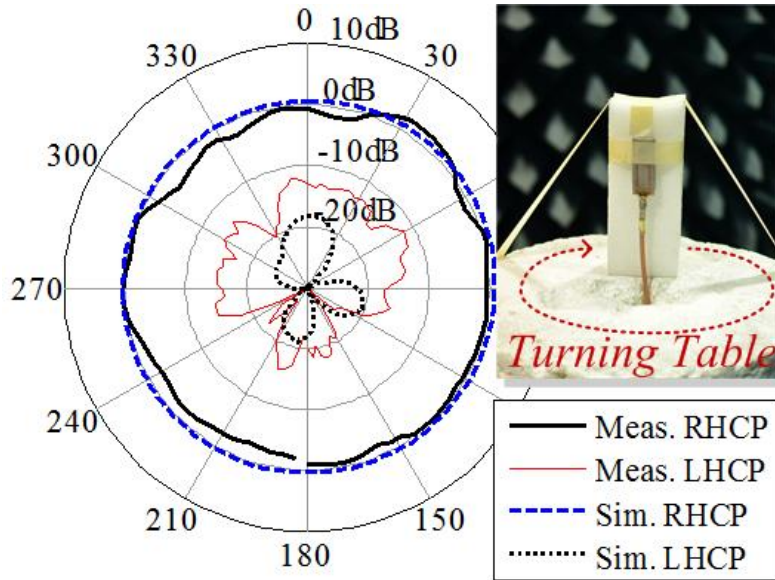 0
10dB
330
30
0dB
300
-10dB
20dB
270
Turning Table
240
210
150
180
Meas. RHCP
Meas. LHCP
Sim. RHCP
Sim. LHCP